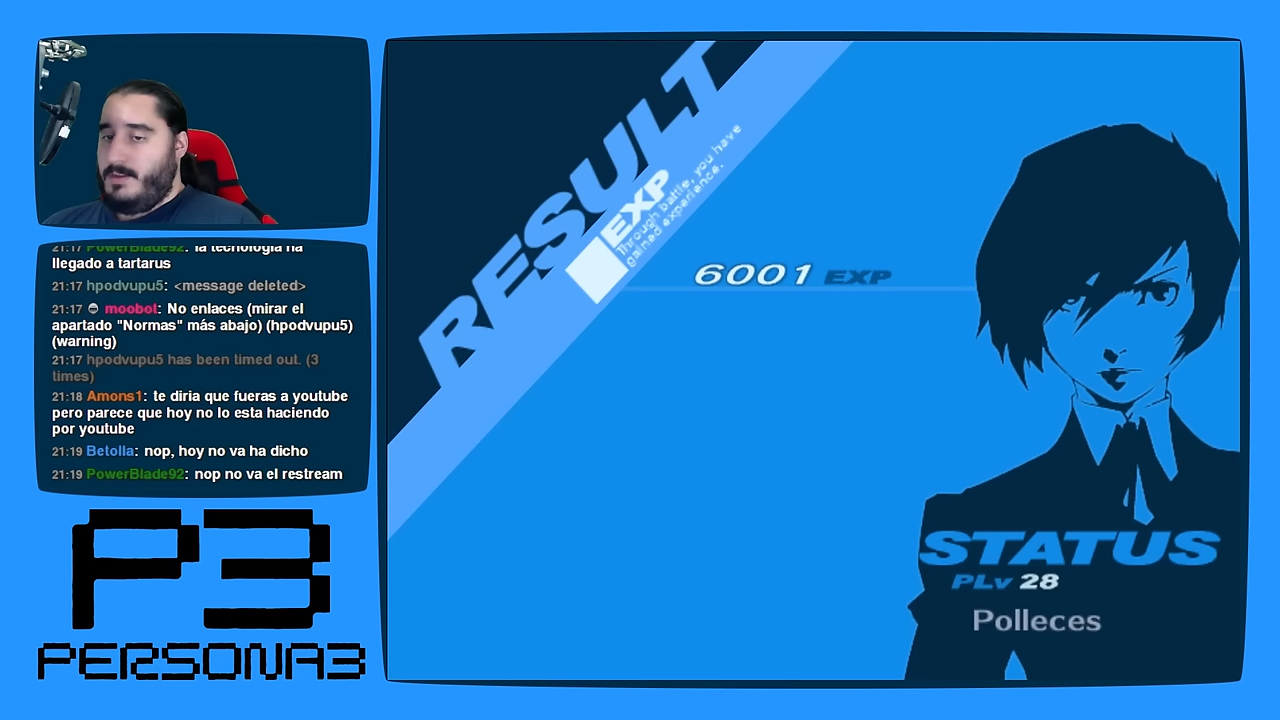 21:17 PowerBlade92: la tecnología ha
llegado a tartarus
21:17 hpodvupu5: <message deleted>
21:17 moobot: No enlaces (mirar el
apartado "Normas" más abajo) (hpodvupu5)
(warning)
21:17 hpodvupu5 has been timed out. (3
times)
21:18 Amons1: te diria que fueras a youtube
pero parece que hoy no lo esta haciendo
por youtube
21:19 Betolla: nop, hoy no va ha dicho
21:19 PowerBlade92: nop no va el restream
P3
PERSONA3
RESULT
EXP
Through battle, you have
gained experience.
6001 EXP
STATUS
PLv 28
Polleces